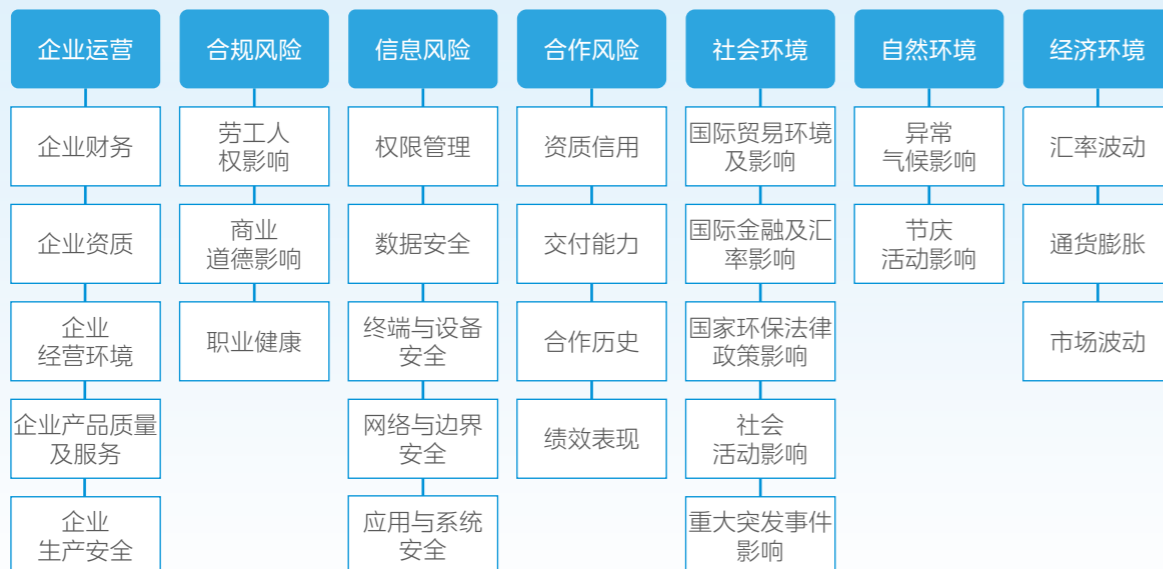 企业运营
合规风险
信息风险
合作风险
社会环境
自然环境
经济环境
企业财务
劳工人
权影响
权限管理
资质信用
国际贸易环境
及影响
异常
气候影响
汇率波动
企业资质
商业
道德影响
数据安全
交付能力
国际金融及汇
率影响
节庆
活动影响
通货膨胀
企业
经营环境
职业健康
终端与设备
安全
合作历史
国家环保法律
政策影响
市场波动
企业产品质量
及服务
网络与边界
安全
绩效表现
社会
活动影响
企业
生产安全
应用与系统
安全
重大突发事件
影响